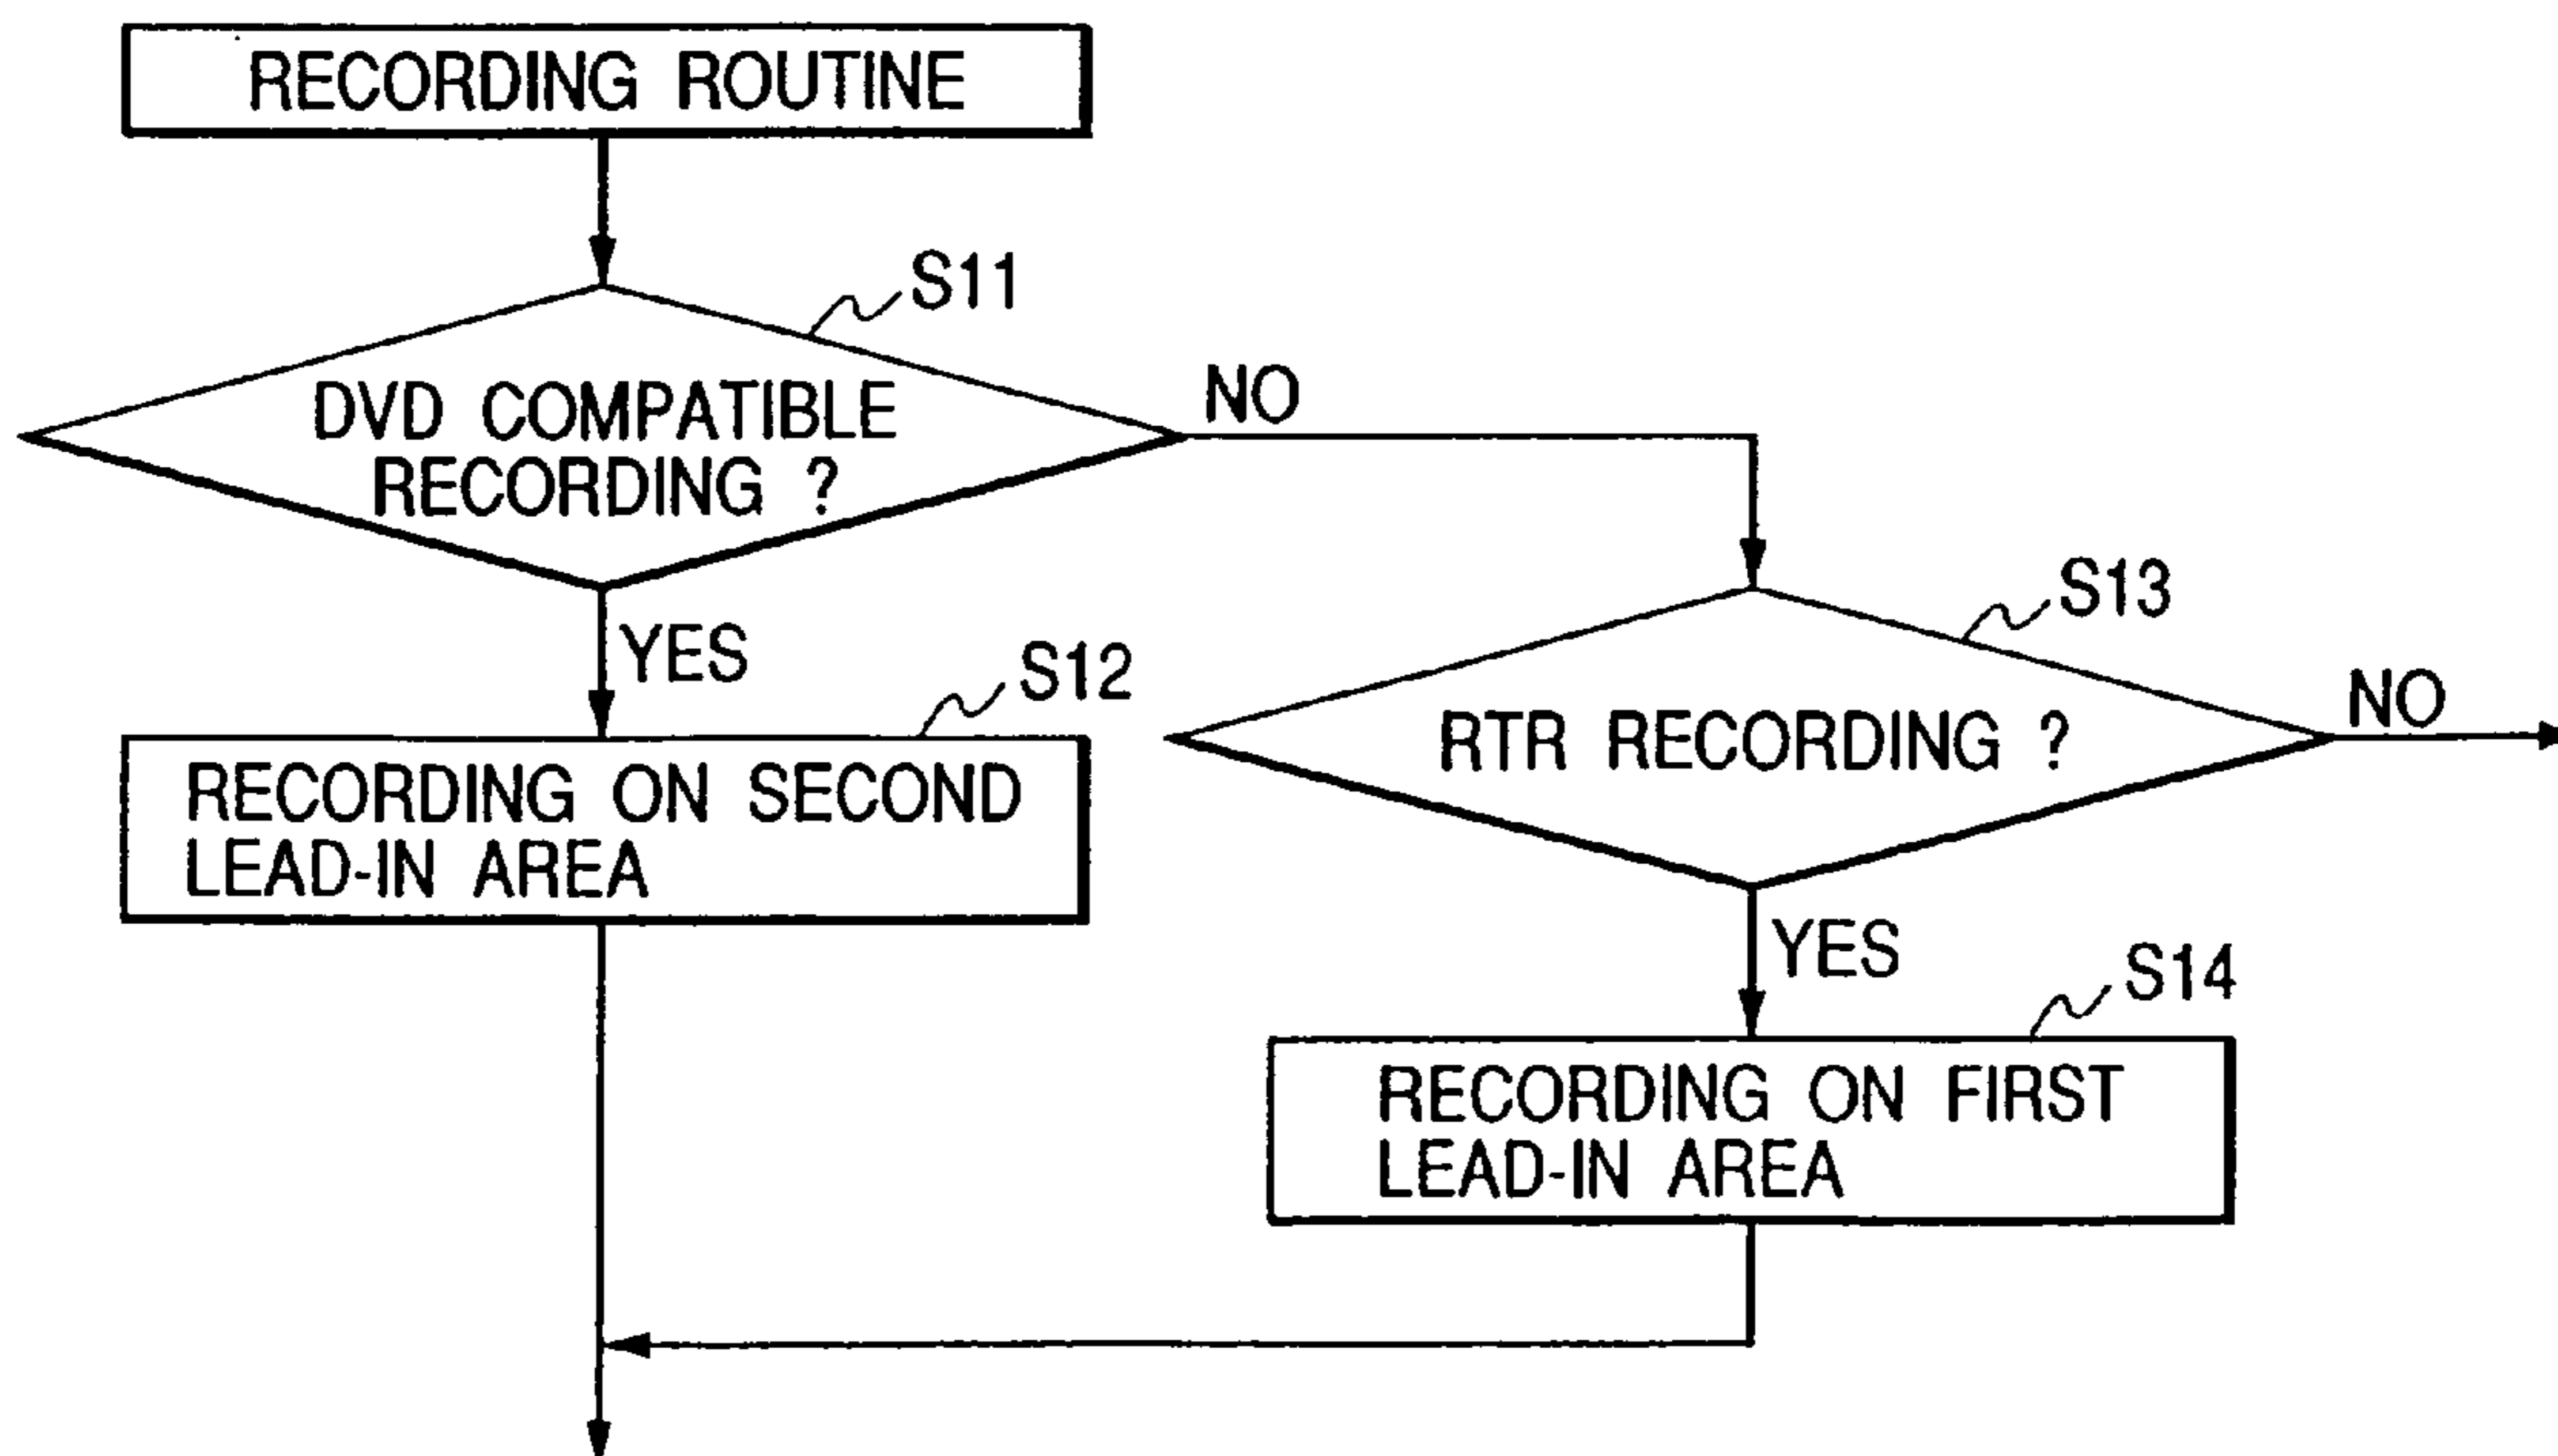 RECORDING ROUTINE
S11
DVD COMPATIBLE
RECORDING ?
NO
YES
S12
RECORDING ON SECOND
LEAD-IN AREA
S13
RTR RECORDING ?
NO
YES
S14
RECORDING ON FIRST
LEAD-IN AREA